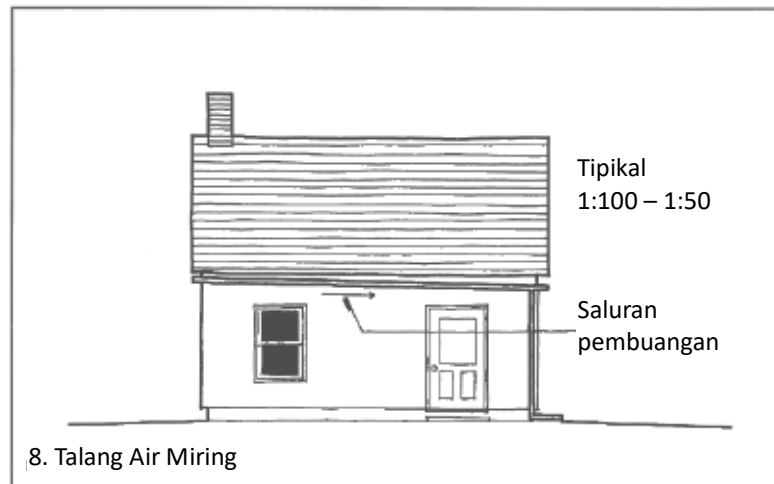 Tipikal
1:100 – 1:50
Saluran
pembuangan
8. Talang Air Miring